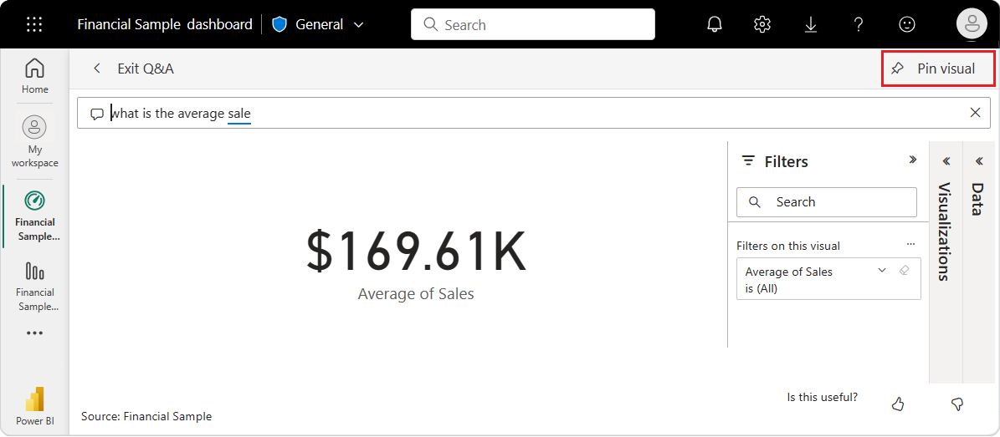 Financial Sample dashboard
General
Search
Home
My
workspace
Financial
Sample...
Financial
Sample...
...
Power BI
Exit Q&A
Pin visual
what is the average sale
$169.61K
Average of Sales
Filters
Search
Filters on this visual
...
Average of Sales
is (All)
Visualizations
Data
Is this useful?
Source: Financial Sample